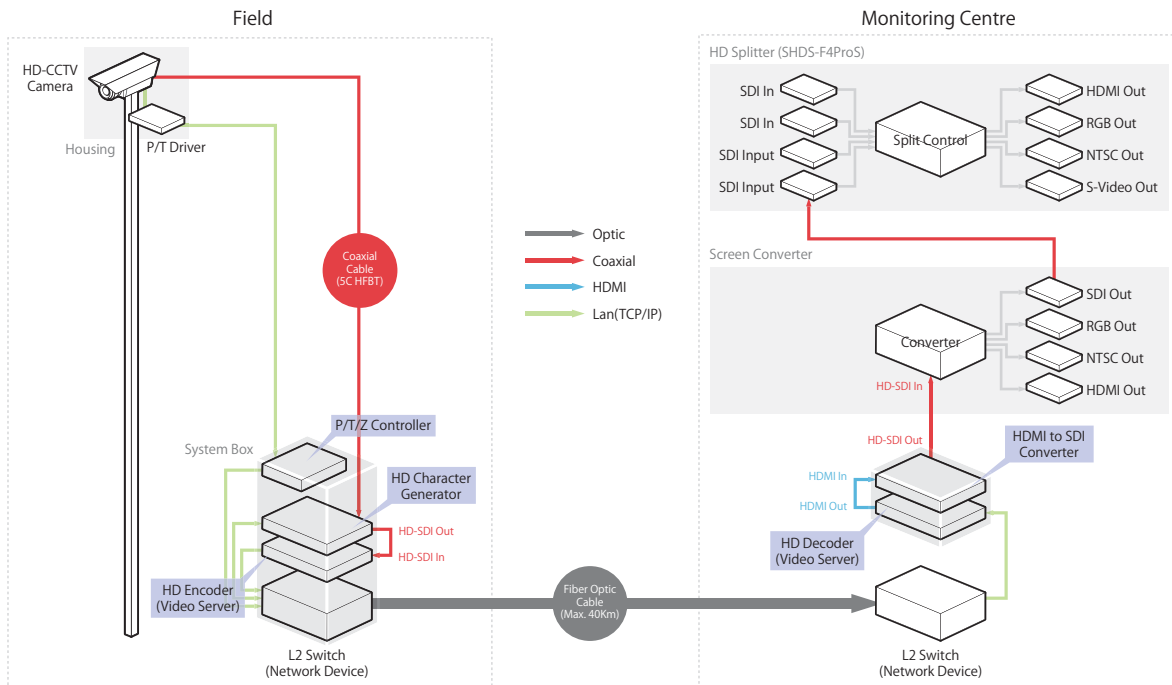 Field
HD-CCTV
Camera
Housing
P/T Driver
Coaxial
Cable
(5C HFBT)
System Box
P/T/Z Controller
HD Character
Generator
HD-SDI Out
HD-SDI In
HD Encoder
(Video Server)
L2 Switch
(Network Device)
Optic
Coaxial
HDMI
Lan(TCP/IP)
Fiber Optic
Cable
(Max. 40Km)
Monitoring Centre
HD Splitter (SHDS-F4ProS)
SDI In
SDI In
SDI Input
SDI Input
Split Control
HDMI Out
RGB Out
NTSC Out
S-Video Out
Screen Converter
Converter
SDI Out
RGB Out
NTSC Out
HDMI Out
HD-SDI In
HD-SDI Out
HDMI to SDI
Converter
HDMI In
HDMI Out
HD Decoder
(Video Server)
L2 Switch
(Network Device)